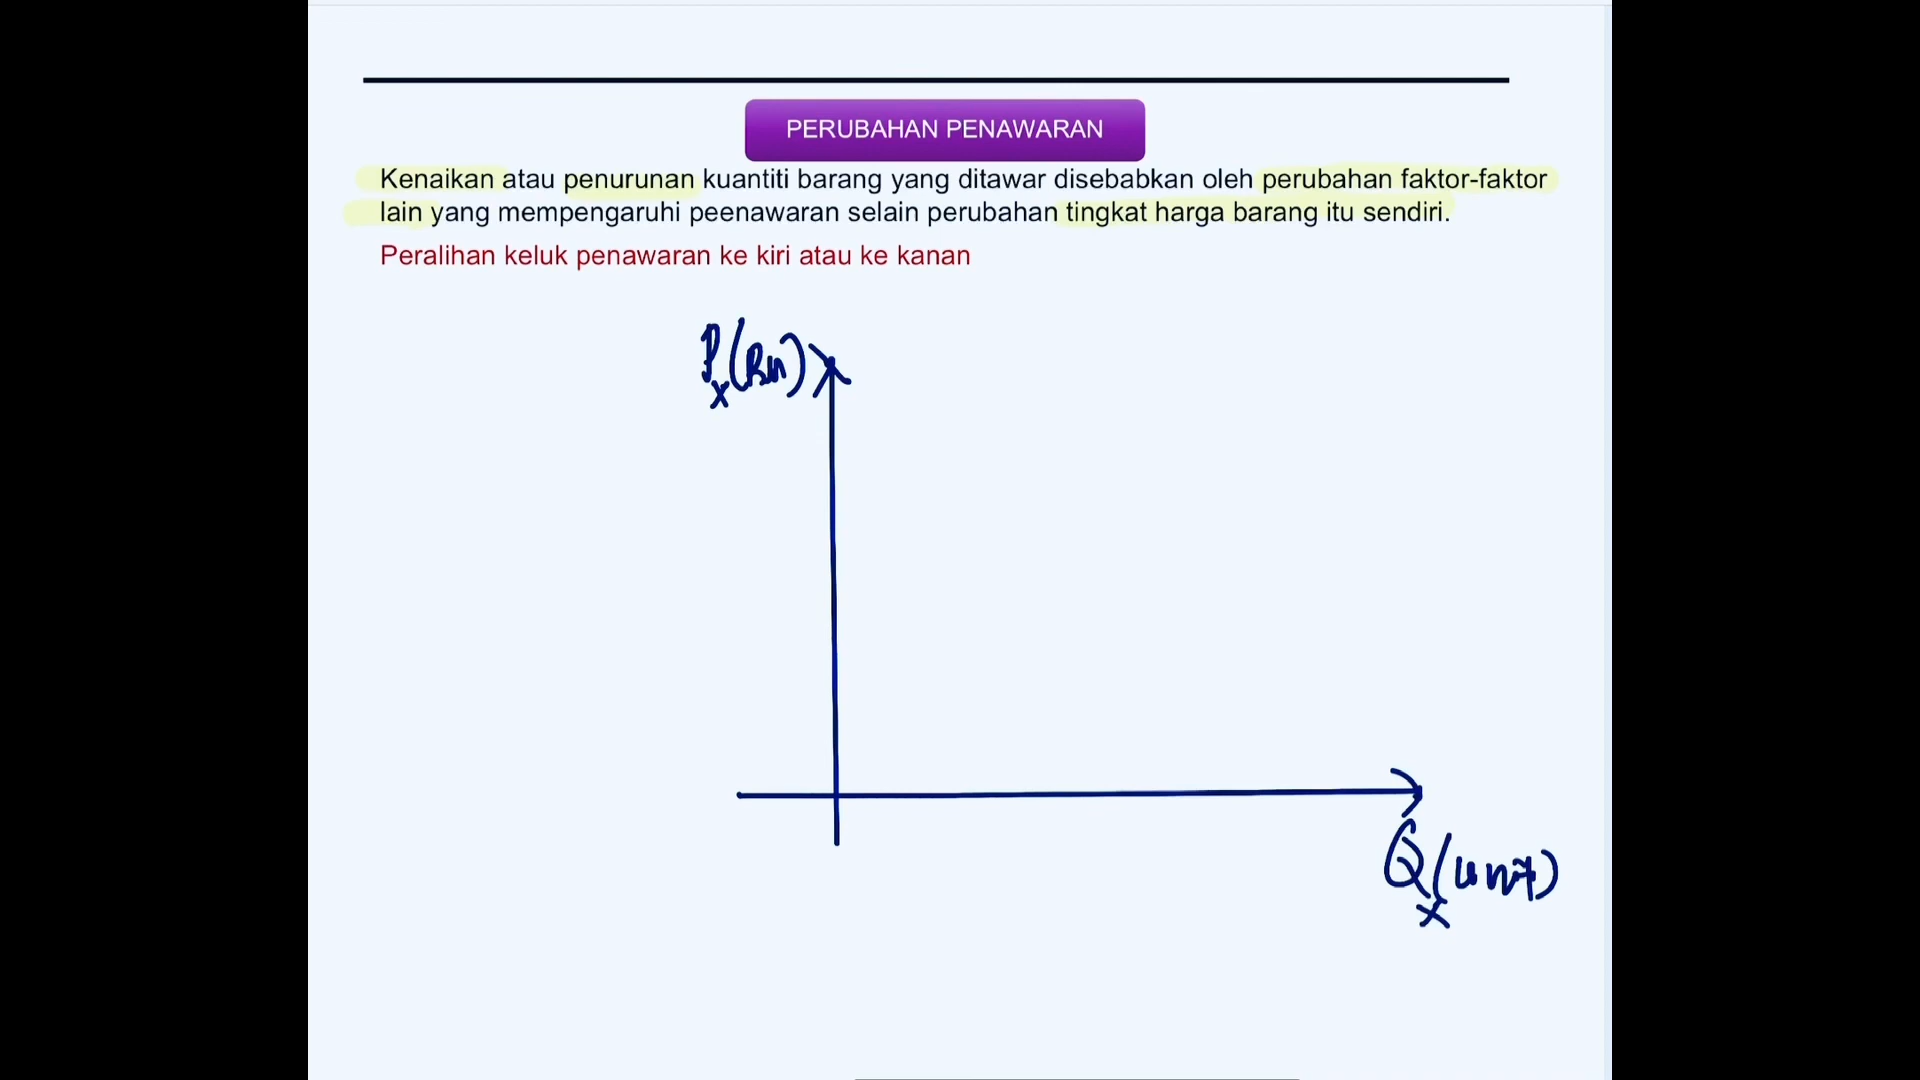 PERUBAHAN PENAWARAN
Kenaikan atau penurunan kuantiti barang yang ditawar disebabkan oleh perubahan faktor-faktor
lain yang mempengaruhi peenawaran selain perubahan tingkat harga barang itu sendiri.
Peralihan keluk penawaran ke kiri atau ke kanan
Px (RM)
Qx (unit)